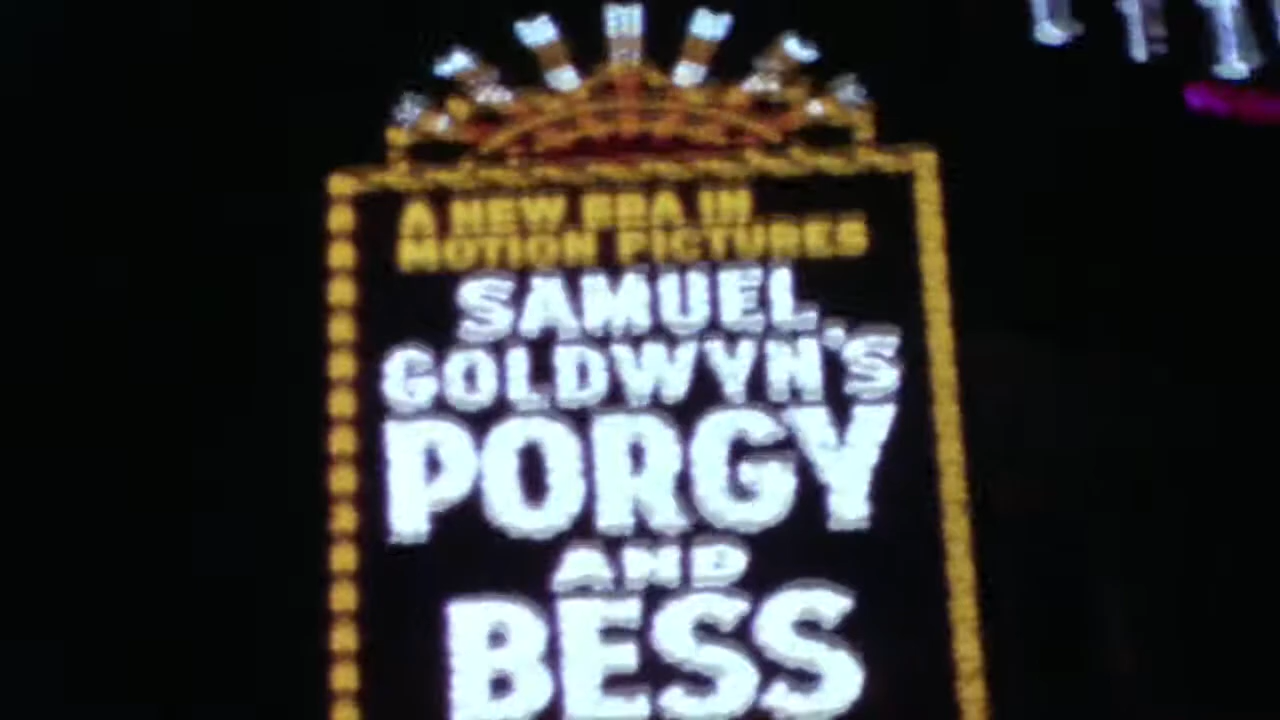 A NEW ERA IN
MOTION PICTURES
SAMUEL
GOLDWYN'S
PORGY
AND
BESS